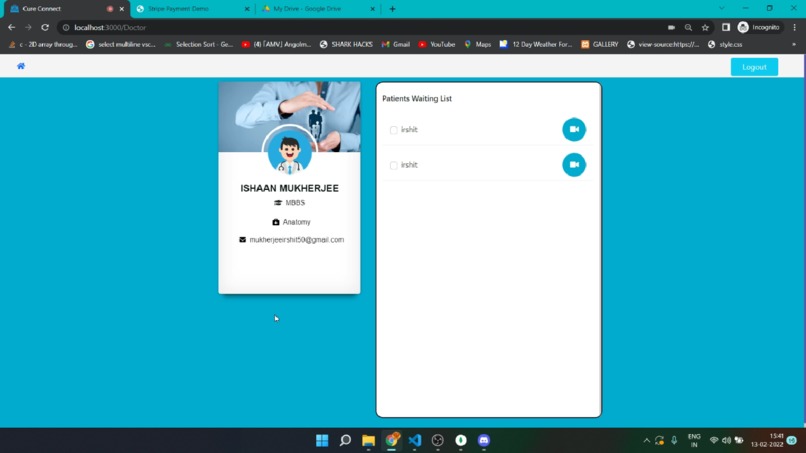 Cure Connect
Stripe Payment Demo
My Drive - Google Drive
localhost:3000/Doctor
Incognito
c - 2D array throug...
select multiline vsc...
Selection Sort - Ge...
(4) 「AMV」 Angolm...
SHARK HACKS
Gmail
YouTube
Maps
12 Day Weather For...
GALLERY
view-source:https://...
style.css
Logout
ISHAAN MUKHERJEE
MBBS
Anatomy
mukherjeeirshit50@gmail.com
Patients Waiting List
irshit
irshit
ENG
IN
15:41
13-02-2022